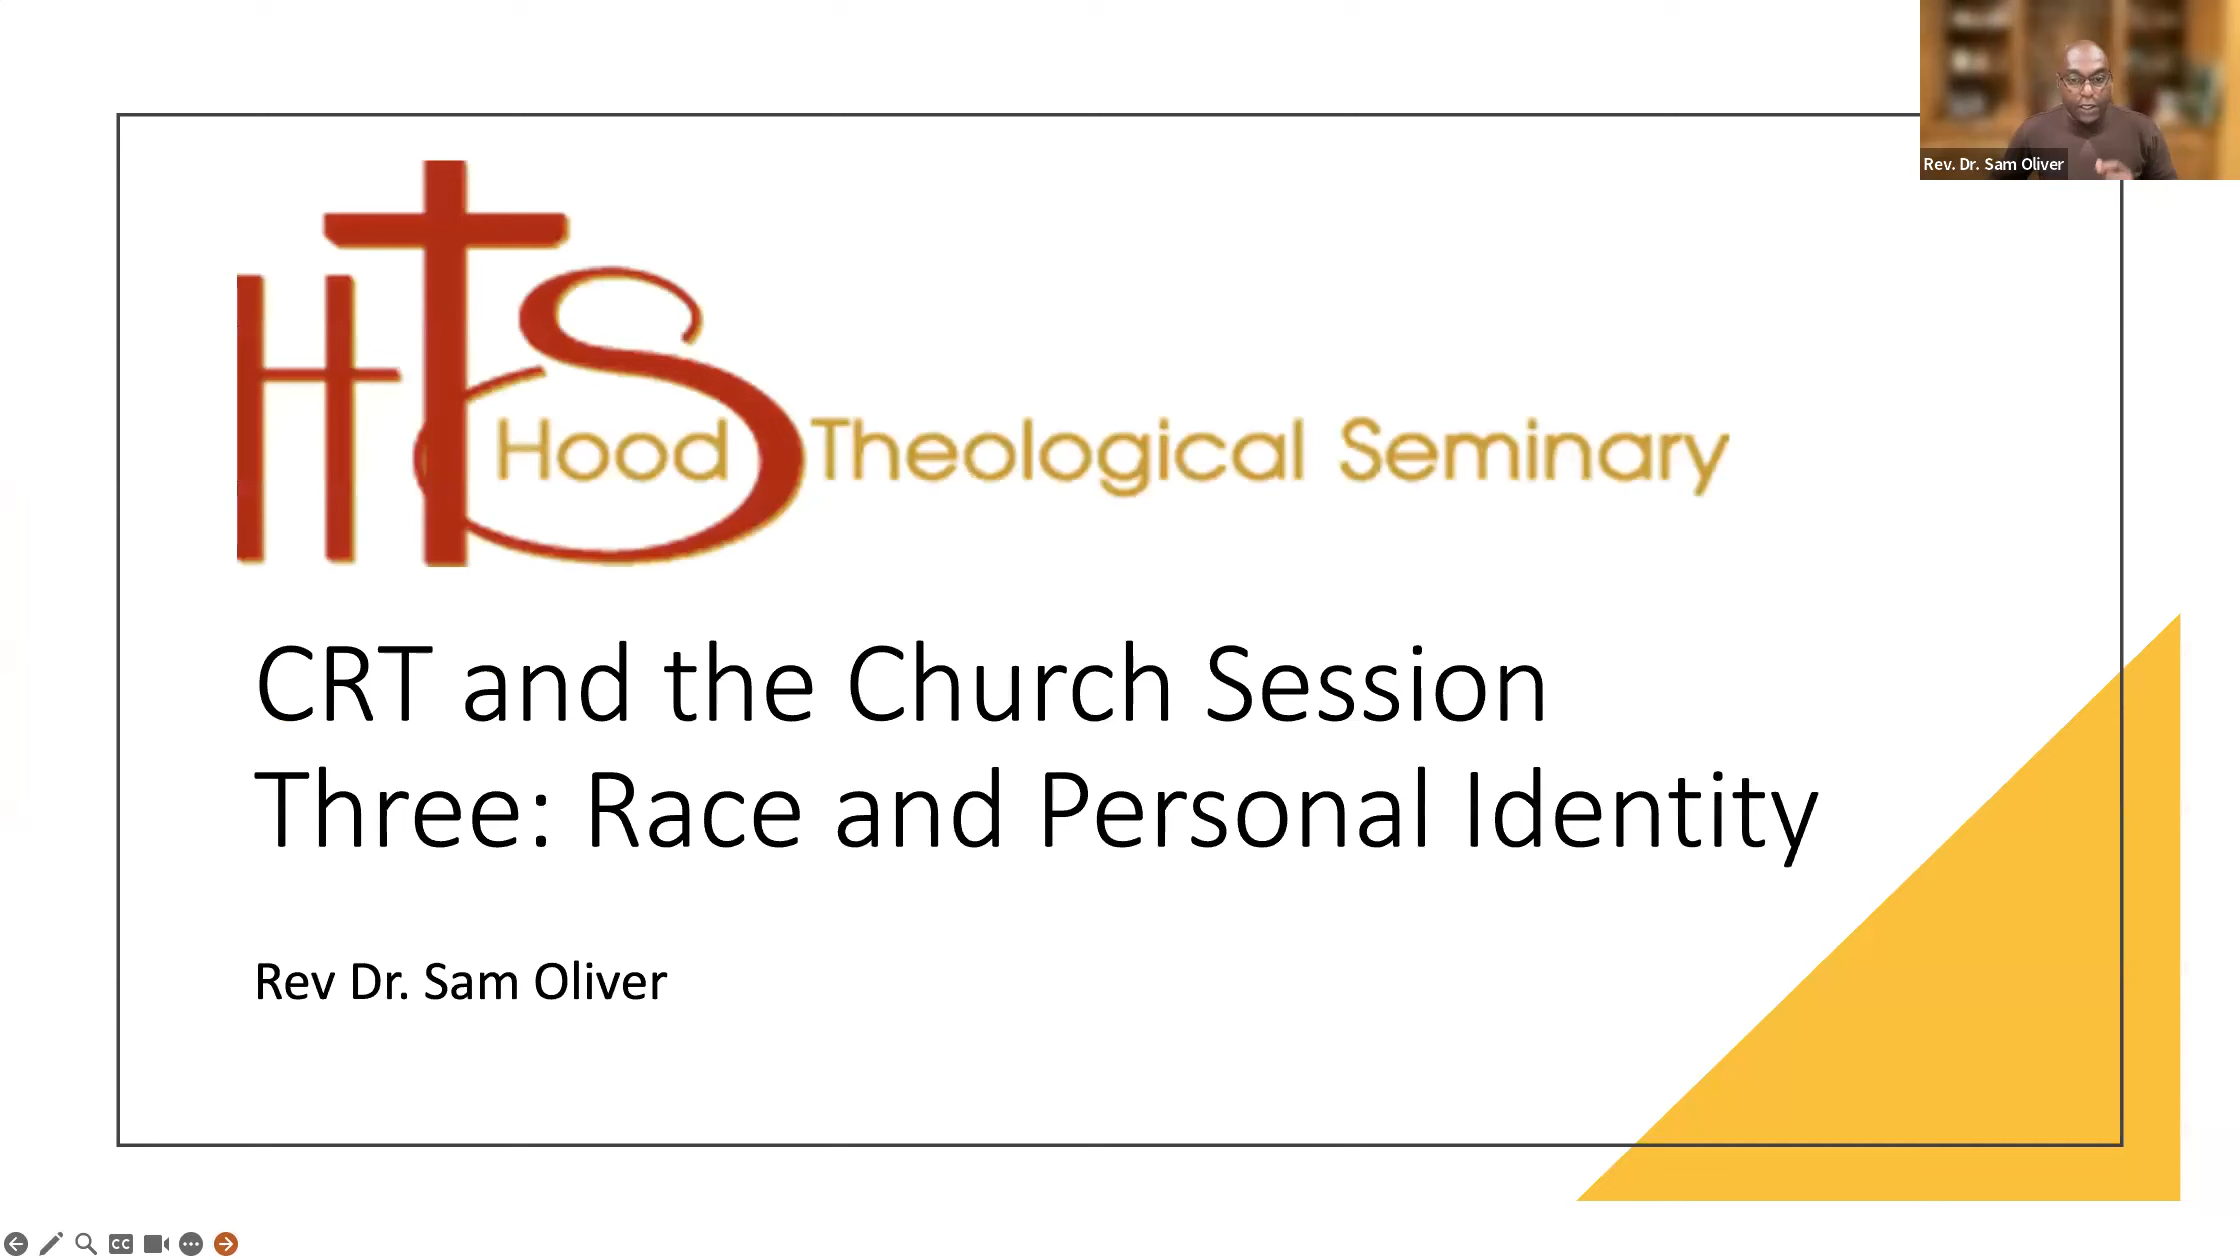 Rev. Dr. Sam Oliver
HTS
Hood Theological Seminary
CRT and the Church Session
Three: Race and Personal Identity
Rev Dr. Sam Oliver
CC